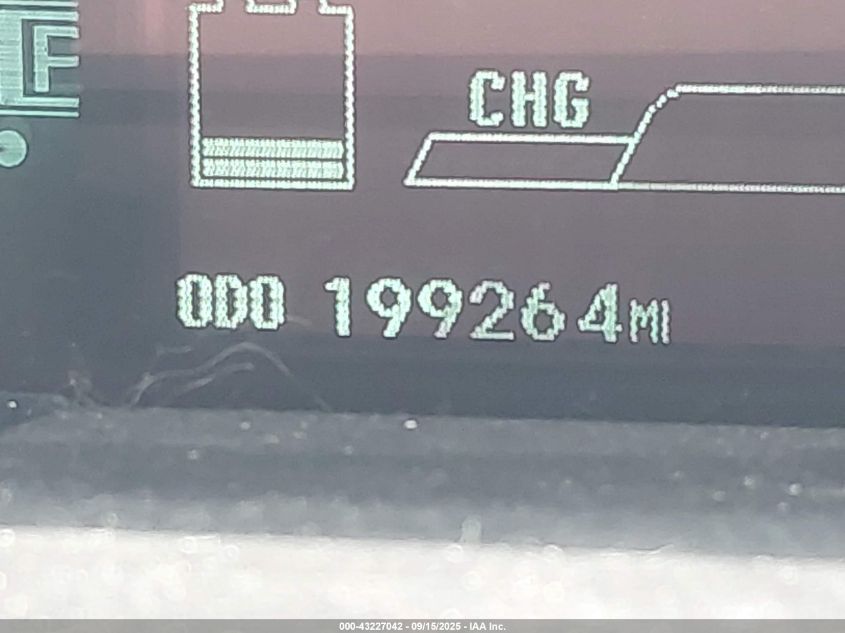 F
CHG
ODO 199264MI
000-43227042 - 09/15/2025 - IAA Inc.